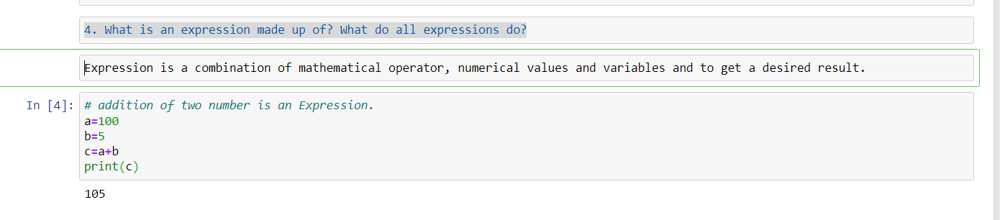 4. What is an expression made up of? What do all expressions do?
Expression is a combination of mathematical operator, numerical values and variables and to get a desired result.
In [4]: # addition of two number is an Expression.
a=100
b=5
c=a+b
print(c)
105